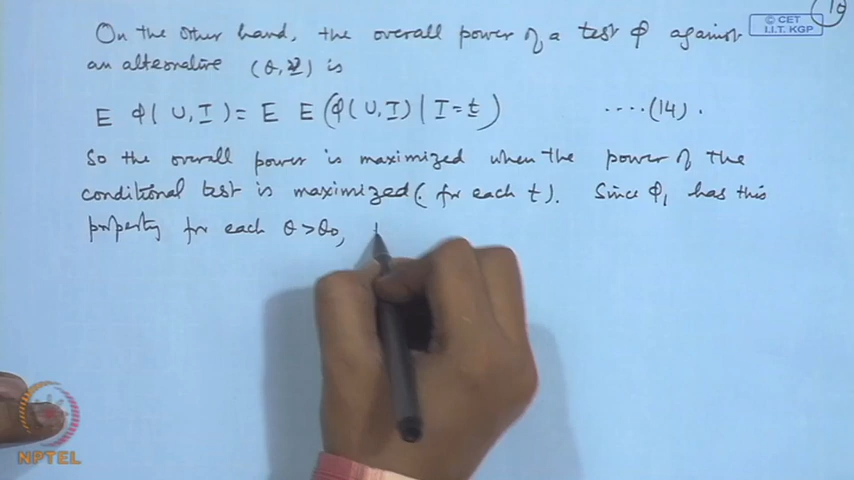 10
© CET
I.I.T. KGP
On the other hand, the overall power of a test φ against
an alternative (θ, ν) is
E φ(U, T) = E E (φ(U, T) | T = t) ....(14).
So the overall power is maximized when the power of the
conditional test is maximized (. for each t). Since φ₁ has this
property for each θ > θ₀,
NPTEL